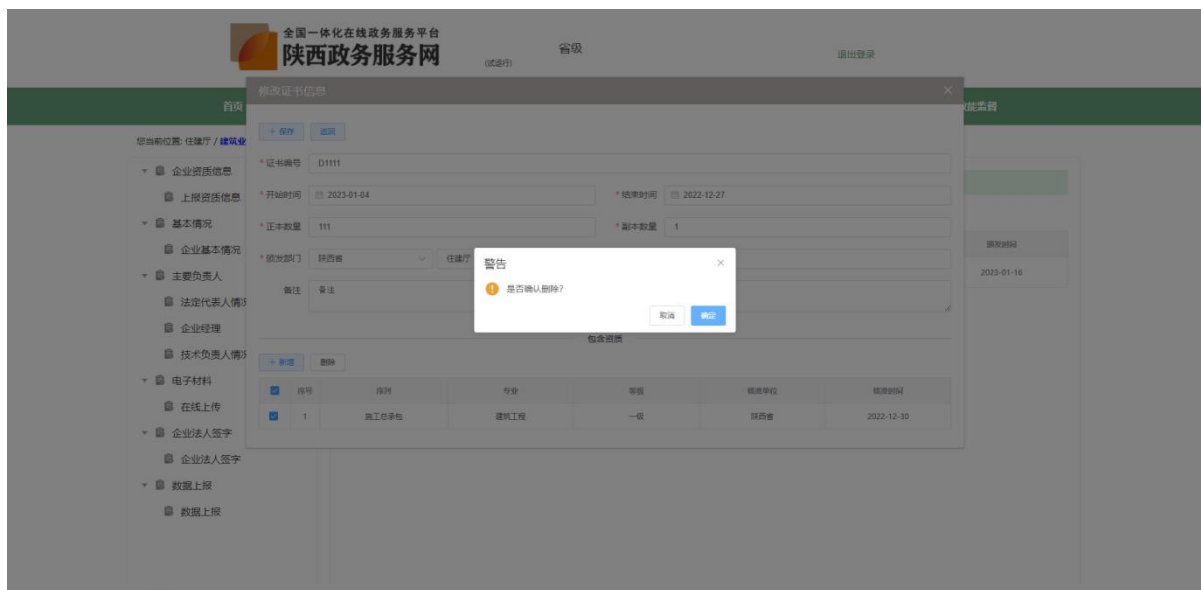 全国一体化在线政务服务平台
陕西政务服务网
(试运行)
省级
退出登录
修改证书信息
首页
效能监督
+ 保存 返回
您当前位置: 住建厅 / 建筑业
* 证书编号 D1111
企业资质信息
* 开始时间 2023-01-04 * 结束时间 2022-12-27
上报资质信息
* 正本数量 111 * 副本数量 1
基本情况
颁发时间
企业基本情况
* 颁发部门 陕西省 住建厅
2023-01-16
主要负责人
备注 备注
法定代表人情况
警告
是否确认删除?
取消 确定
企业经理
包含资质
技术负责人情况
+ 新增 删除
电子材料
序号 序列 专业 等级 核准单位 核准时间
在线上传
1 施工总承包 建筑工程 一级 陕西省 2022-12-30
企业法人签字
企业法人签字
数据上报
数据上报